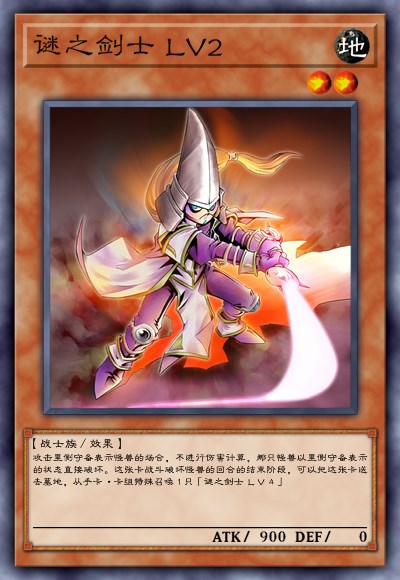 谜之剑士 LV2
地
【战士族/效果】
攻击里侧守备表示怪兽的场合，不进行伤害计算，那只怪兽以里侧守备表示
的状态直接破坏。这张卡战斗破坏怪兽的回合的结束阶段，可以把这张卡送
去墓地，从手卡·卡组特殊召唤1只「谜之剑士 LV4」
ATK/ 900 DEF/ 0